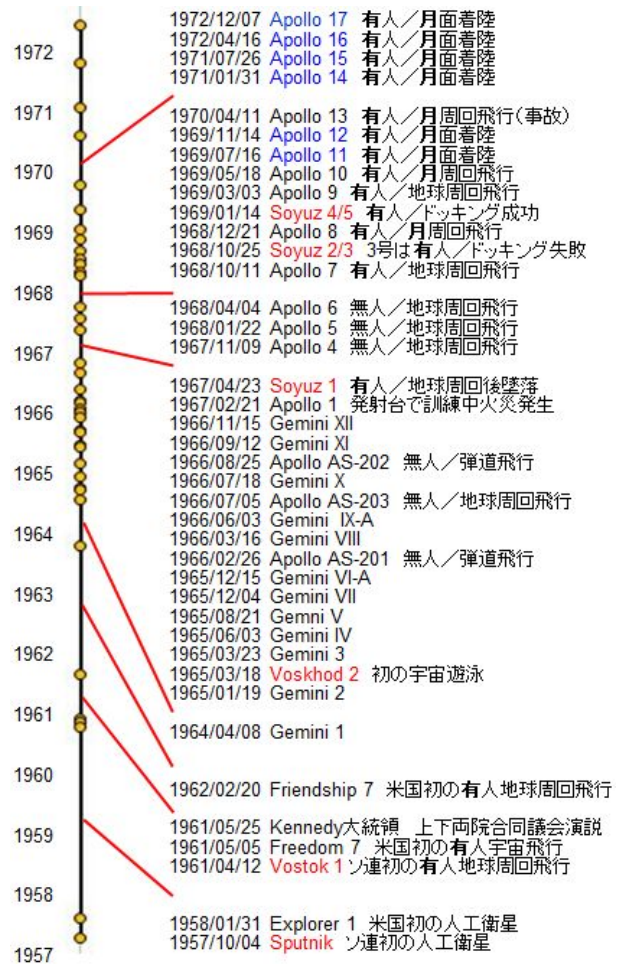 1972/12/07 Apollo 17 有人／月面着陸
1972/04/16 Apollo 16 有人／月面着陸
1971/07/26 Apollo 15 有人／月面着陸
1971/01/31 Apollo 14 有人／月面着陸
1970/04/11 Apollo 13 有人／月周回飛行(事故)
1969/11/14 Apollo 12 有人／月面着陸
1969/07/16 Apollo 11 有人／月面着陸
1969/05/18 Apollo 10 有人／月周回飛行
1969/03/03 Apollo 9 有人／地球周回飛行
1969/01/14 Soyuz 4/5 有人／ドッキング成功
1968/12/21 Apollo 8 有人／月周回飛行
1968/10/25 Soyuz 2/3 3号は有人／ドッキング失敗
1968/10/11 Apollo 7 有人／地球周回飛行
1968/04/04 Apollo 6 無人／地球周回飛行
1968/01/22 Apollo 5 無人／地球周回飛行
1967/11/09 Apollo 4 無人／地球周回飛行
1967/04/23 Soyuz 1 有人／地球周回後墜落
1967/02/21 Apollo 1 発射台で訓練中火災発生
1966/11/15 Gemini XII
1966/09/12 Gemini XI
1966/08/25 Apollo AS-202 無人／弾道飛行
1966/07/18 Gemini X
1966/07/05 Apollo AS-203 無人／地球周回飛行
1966/06/03 Gemini IX-A
1966/03/16 Gemini VIII
1966/02/26 Apollo AS-201 無人／弾道飛行
1965/12/15 Gemini VI-A
1965/12/04 Gemini VII
1965/08/21 Gemni V
1965/06/03 Gemini IV
1965/03/23 Gemini 3
1965/03/18 Voskhod 2 初の宇宙遊泳
1965/01/19 Gemini 2
1964/04/08 Gemini 1
1962/02/20 Friendship 7 米国初の有人地球周回飛行
1961/05/25 Kennedy大統領 上下両院合同議会演説
1961/05/05 Freedom 7 米国初の有人宇宙飛行
1961/04/12 Vostok 1 ソ連初の有人地球周回飛行
1958/01/31 Explorer 1 米国初の人工衛星
1957/10/04 Sputnik ソ連初の人工衛星
1972
1971
1970
1969
1968
1967
1966
1965
1964
1963
1962
1961
1960
1959
1958
1957